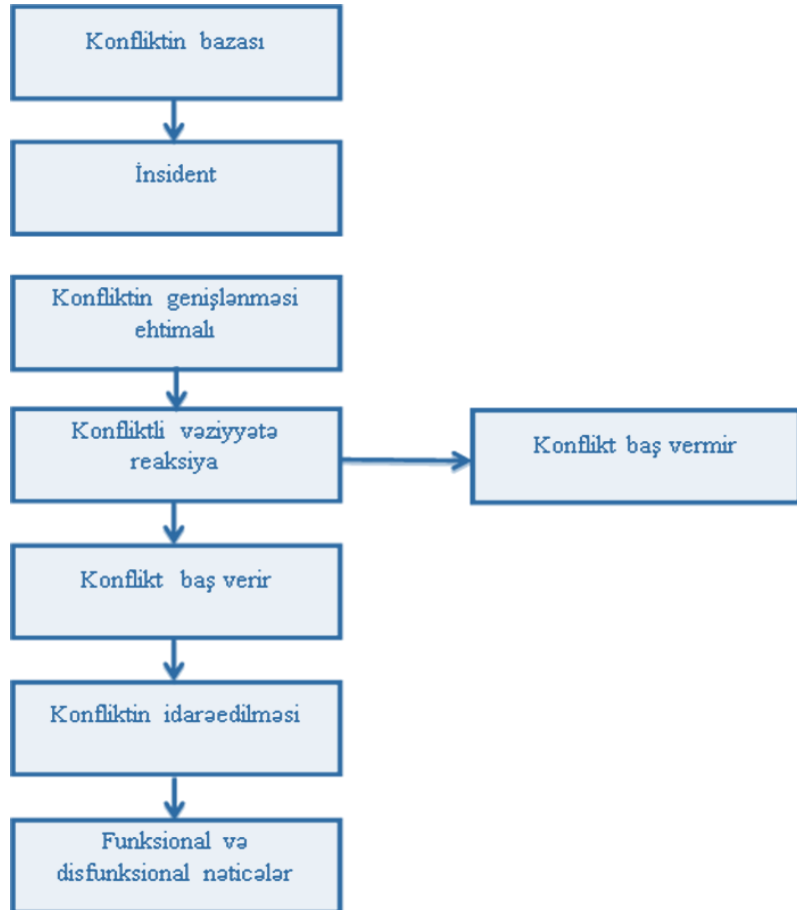 Konfliktin bazası
İnsident
Konfliktin genişlənməsi
ehtimalı
Konfliktli vəziyyətə
reaksiya
Konflikt baş vermir
Konflikt baş verir
Konfliktin idarəedilməsi
Funksional və
disfunksional nəticələr